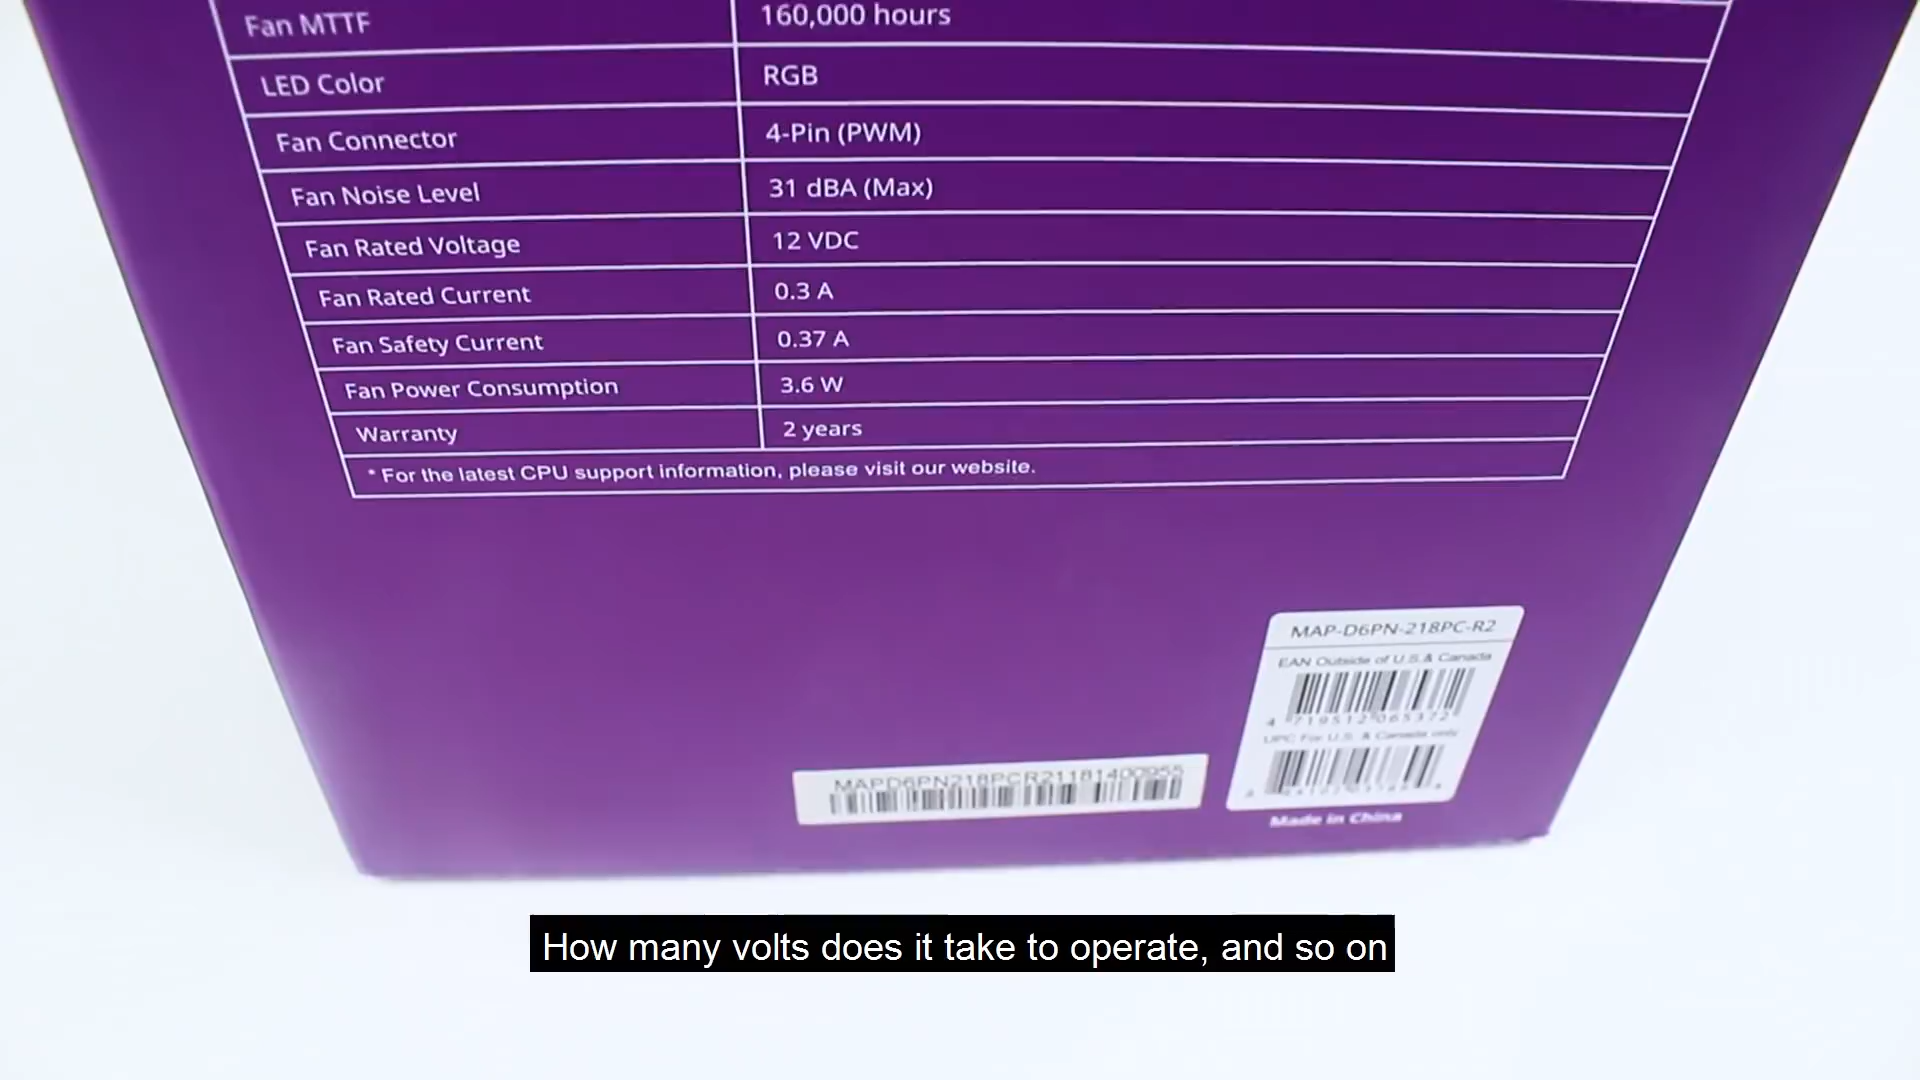 Fan MTTF 160,000 hours
LED Color RGB
Fan Connector 4-Pin (PWM)
Fan Noise Level 31 dBA (Max)
Fan Rated Voltage 12 VDC
Fan Rated Current 0.3 A
Fan Safety Current 0.37 A
Fan Power Consumption 3.6 W
Warranty 2 years
* For the latest CPU support information, please visit our website.
MAP-D6PN-218PC-R2
EAN Outside of U.S.& Canada
4 719512 065372
UPC For U.S. & Canada only
MAPD6PN218PCR21181400955
Made in China
How many volts does it take to operate, and so on